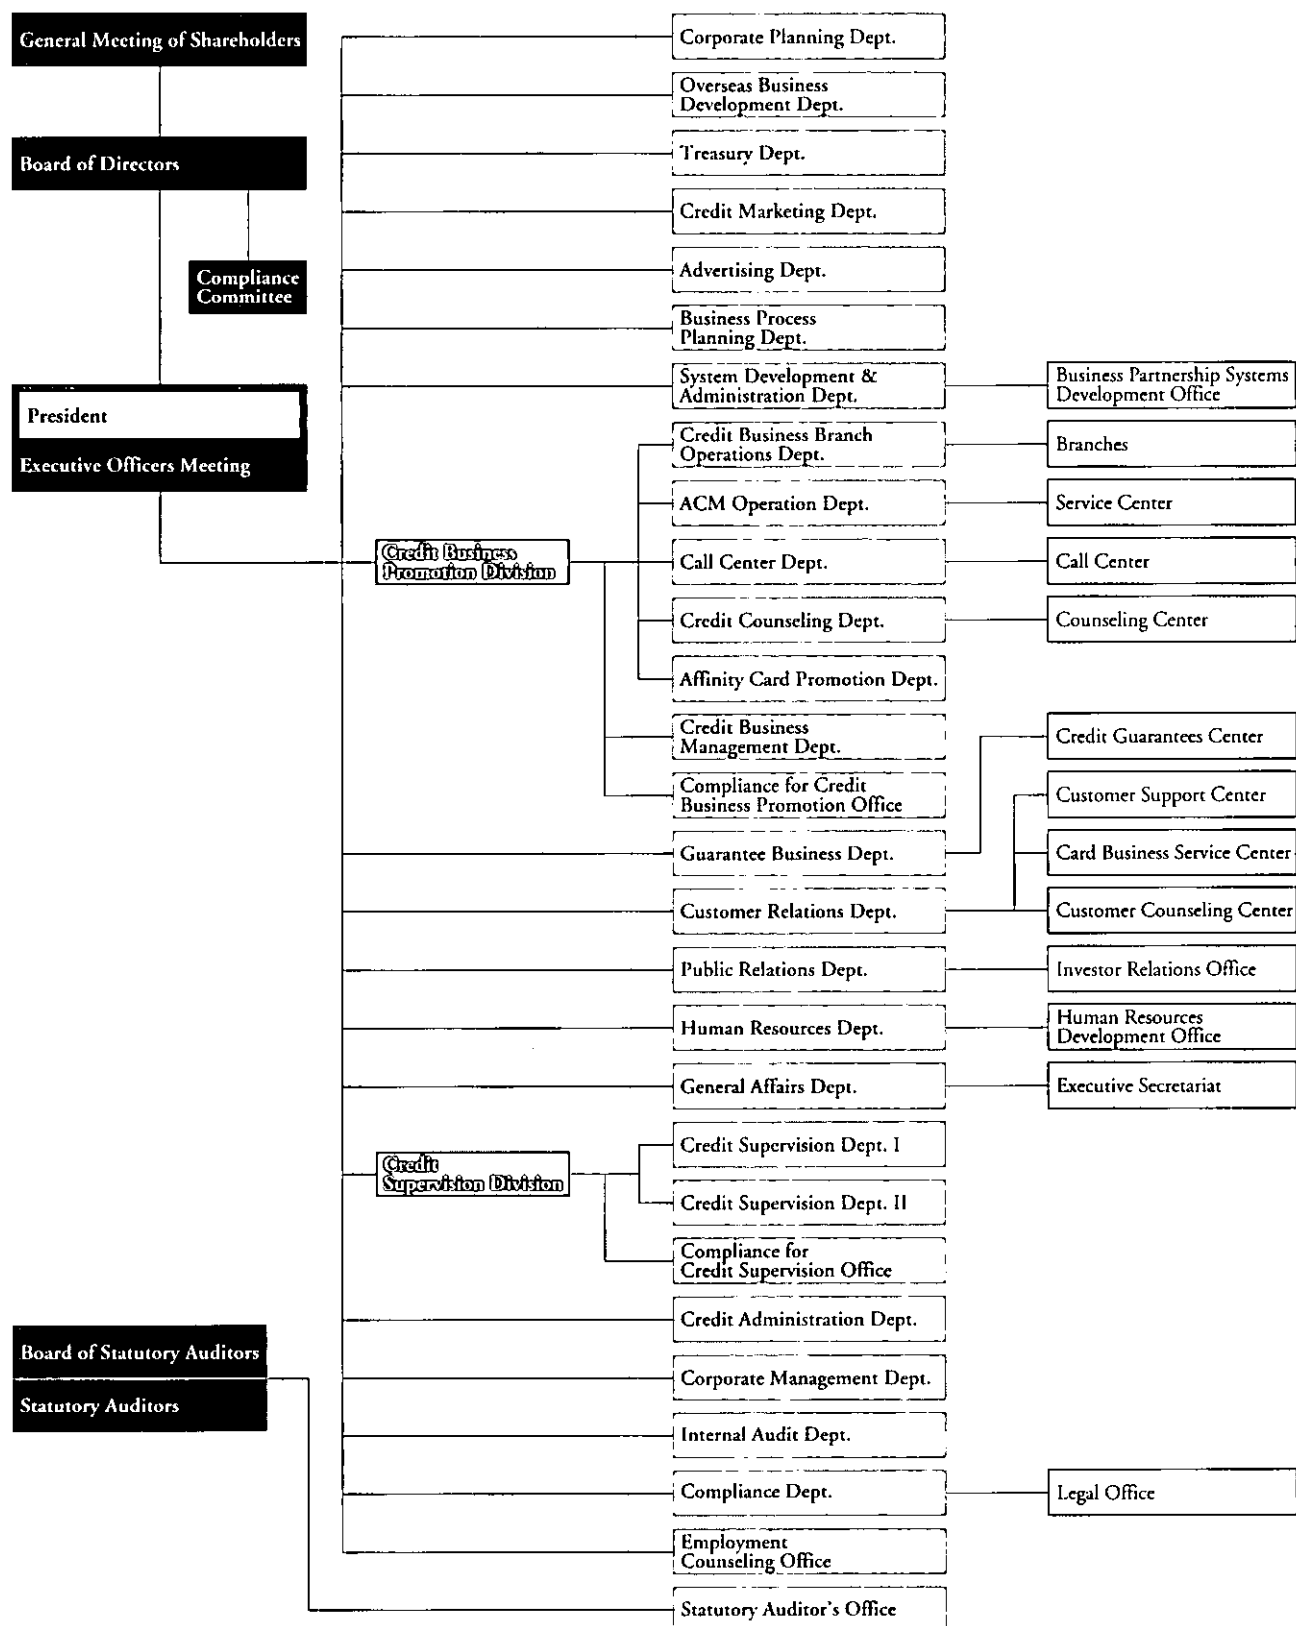 General Meeting of Shareholders
Board of Directors
Compliance
Committee
President
Executive Officers Meeting
Board of Statutory Auditors
Statutory Auditors
Credit Business
Promotion Division
Credit
Supervision Division
Corporate Planning Dept.
Overseas Business
Development Dept.
Treasury Dept.
Credit Marketing Dept.
Advertising Dept.
Business Process
Planning Dept.
System Development &
Administration Dept.
Credit Business Branch
Operations Dept.
ACM Operation Dept.
Call Center Dept.
Credit Counseling Dept.
Affinity Card Promotion Dept.
Credit Business
Management Dept.
Compliance for Credit
Business Promotion Office
Guarantee Business Dept.
Customer Relations Dept.
Public Relations Dept.
Human Resources Dept.
General Affairs Dept.
Credit Supervision Dept. I
Credit Supervision Dept. II
Compliance for
Credit Supervision Office
Credit Administration Dept.
Corporate Management Dept.
Internal Audit Dept.
Compliance Dept.
Employment
Counseling Office
Statutory Auditor's Office
Business Partnership Systems
Development Office
Branches
Service Center
Call Center
Counseling Center
Credit Guarantees Center
Customer Support Center
Card Business Service Center
Customer Counseling Center
Investor Relations Office
Human Resources
Development Office
Executive Secretariat
Legal Office